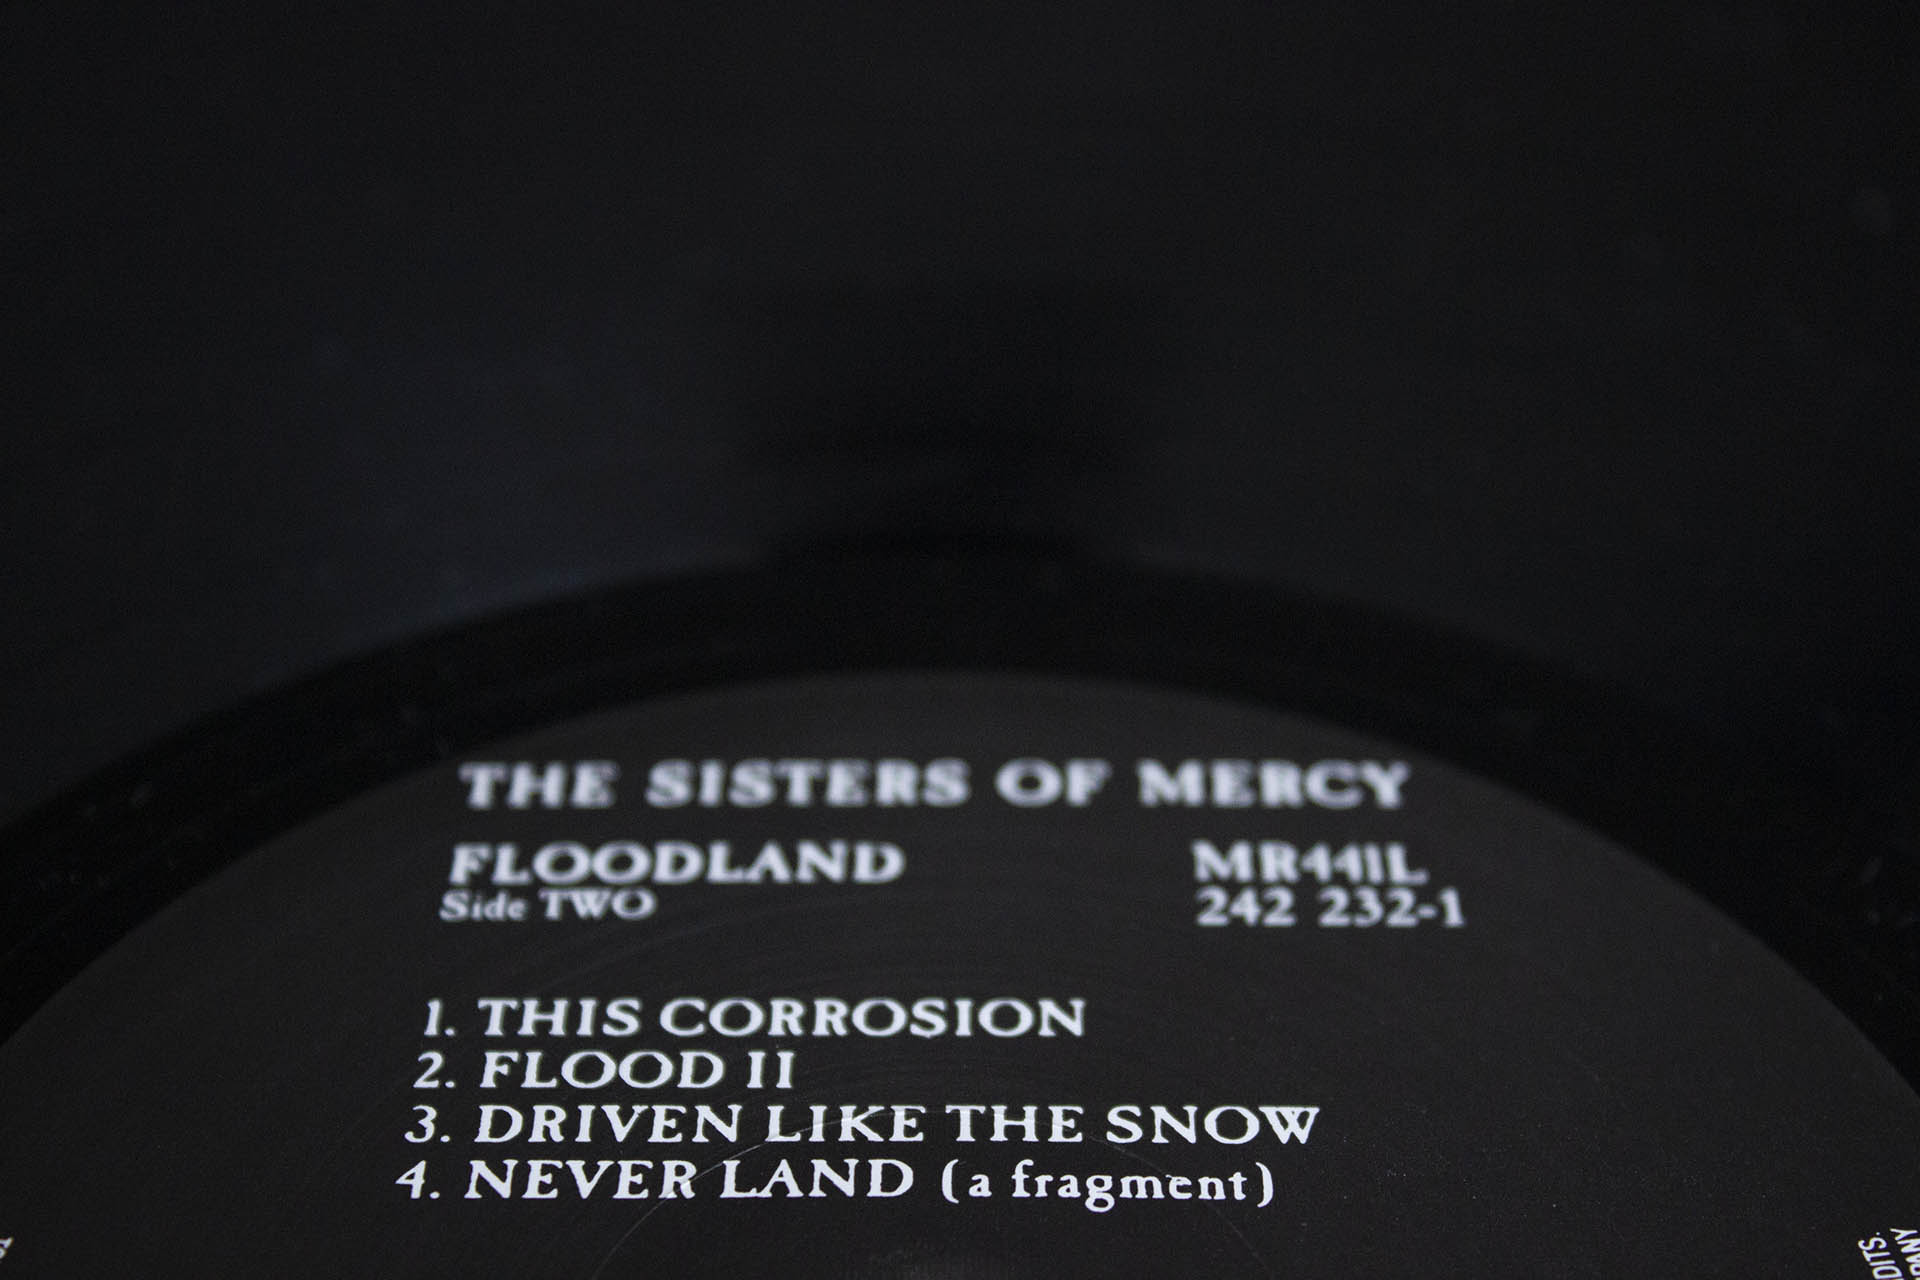 THE SISTERS OF MERCY
FLOODLAND
MR441L
Side TWO
242 232-1
1. THIS CORROSION
2. FLOOD II
3. DRIVEN LIKE THE SNOW
4. NEVER LAND (a fragment)